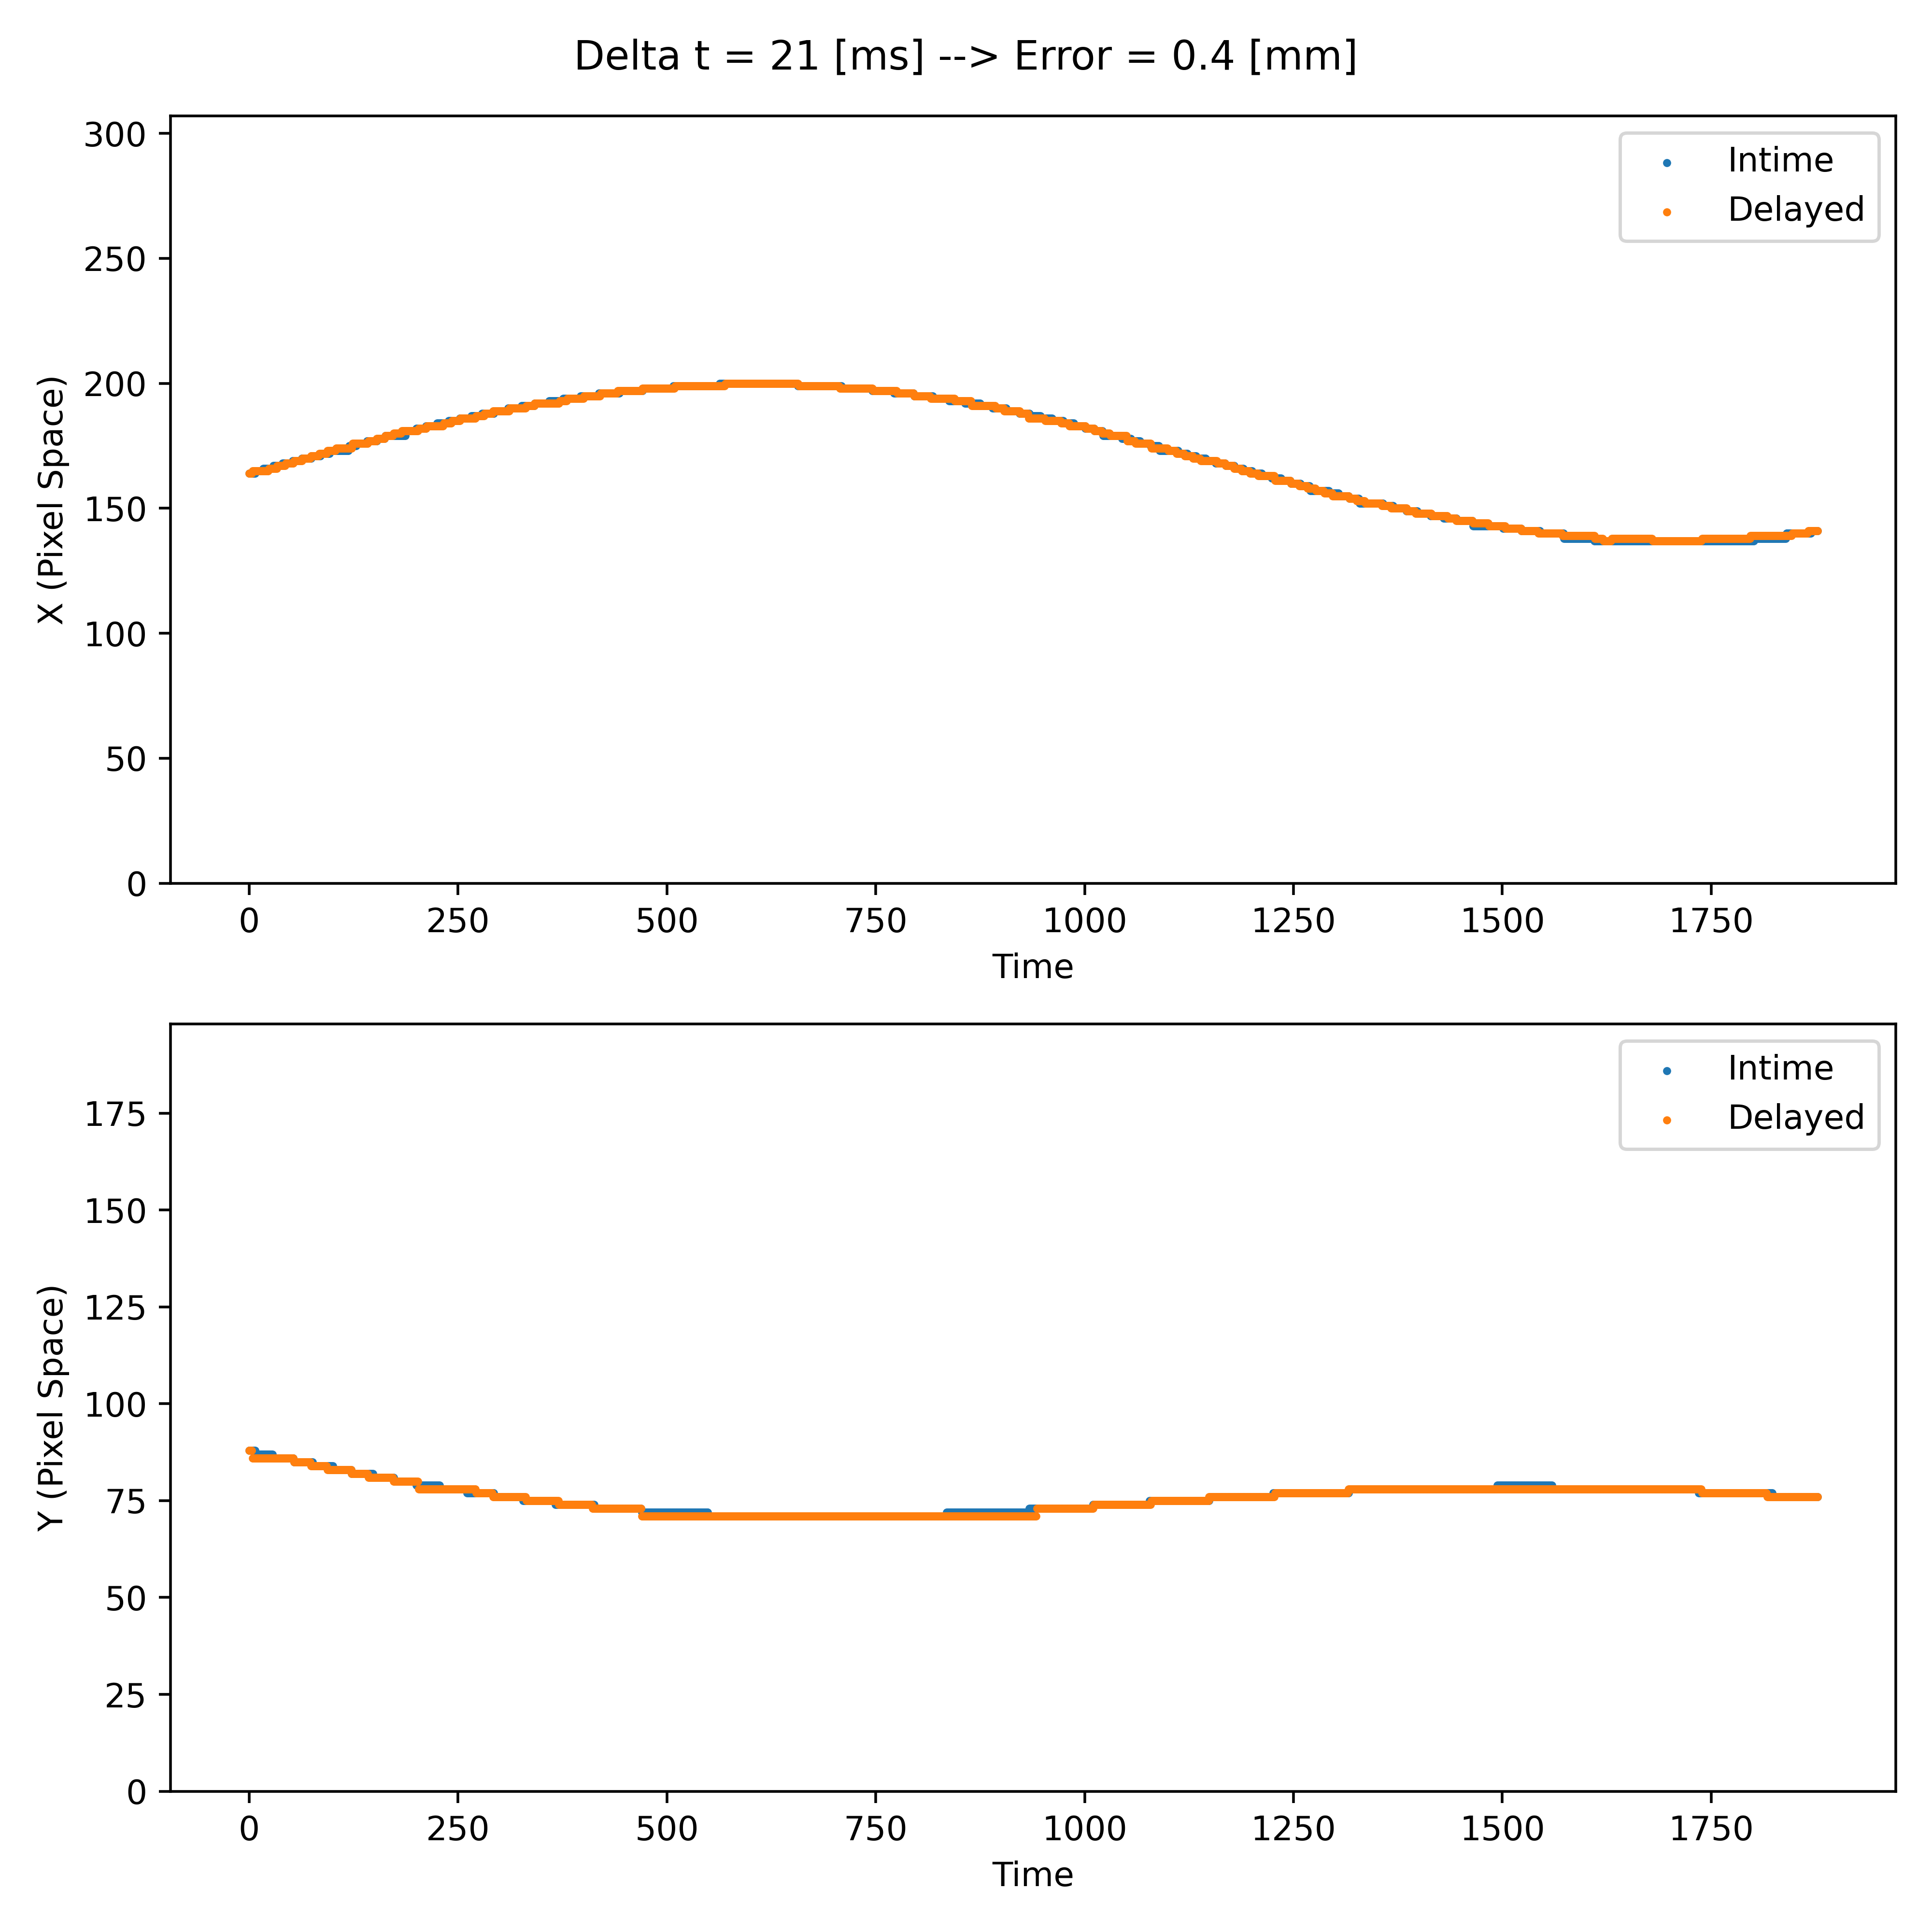 Delta t = 21 [ms] --> Error = 0.4 [mm]
300
250
200
150
100
50
0
X (Pixel Space)
Intime
Delayed
0 250 500 750 1000 1250 1500 1750
Time
175
150
125
100
75
50
25
0
Y (Pixel Space)
Intime
Delayed
0 250 500 750 1000 1250 1500 1750
Time